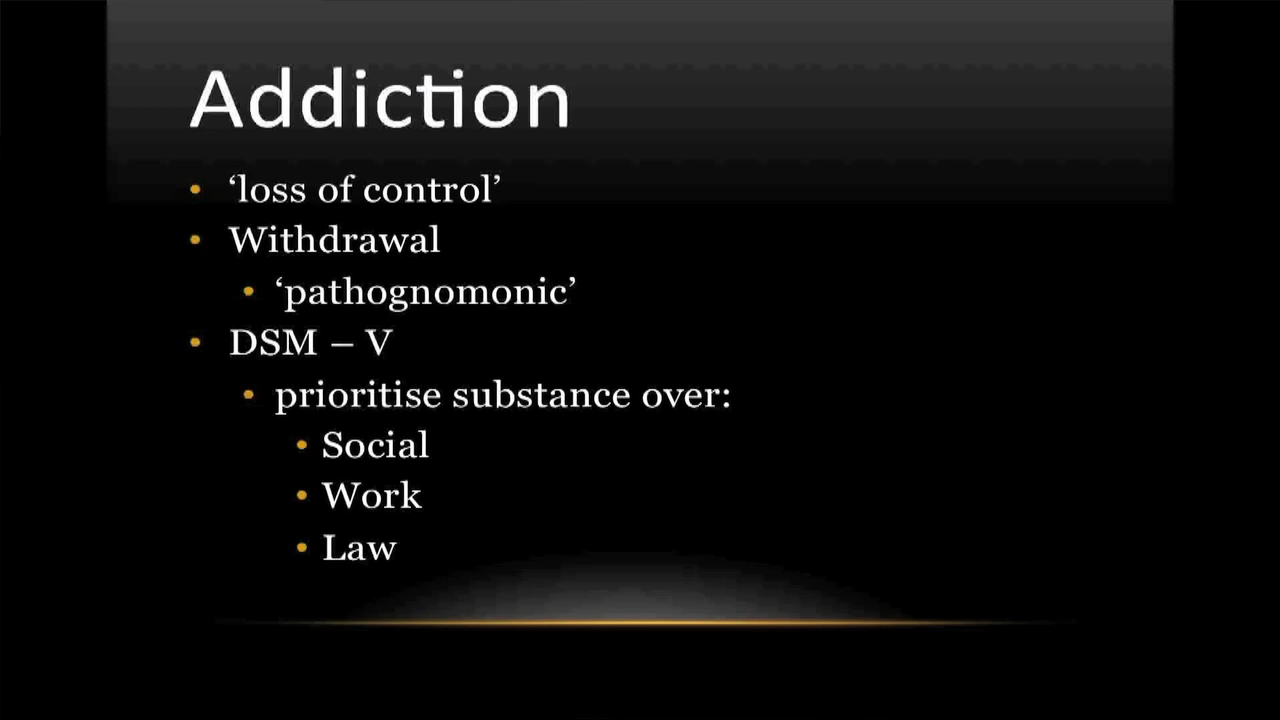 Addiction
• ‘loss of control’
• Withdrawal
• ‘pathognomonic’
• DSM – V
• prioritise substance over:
• Social
• Work
• Law